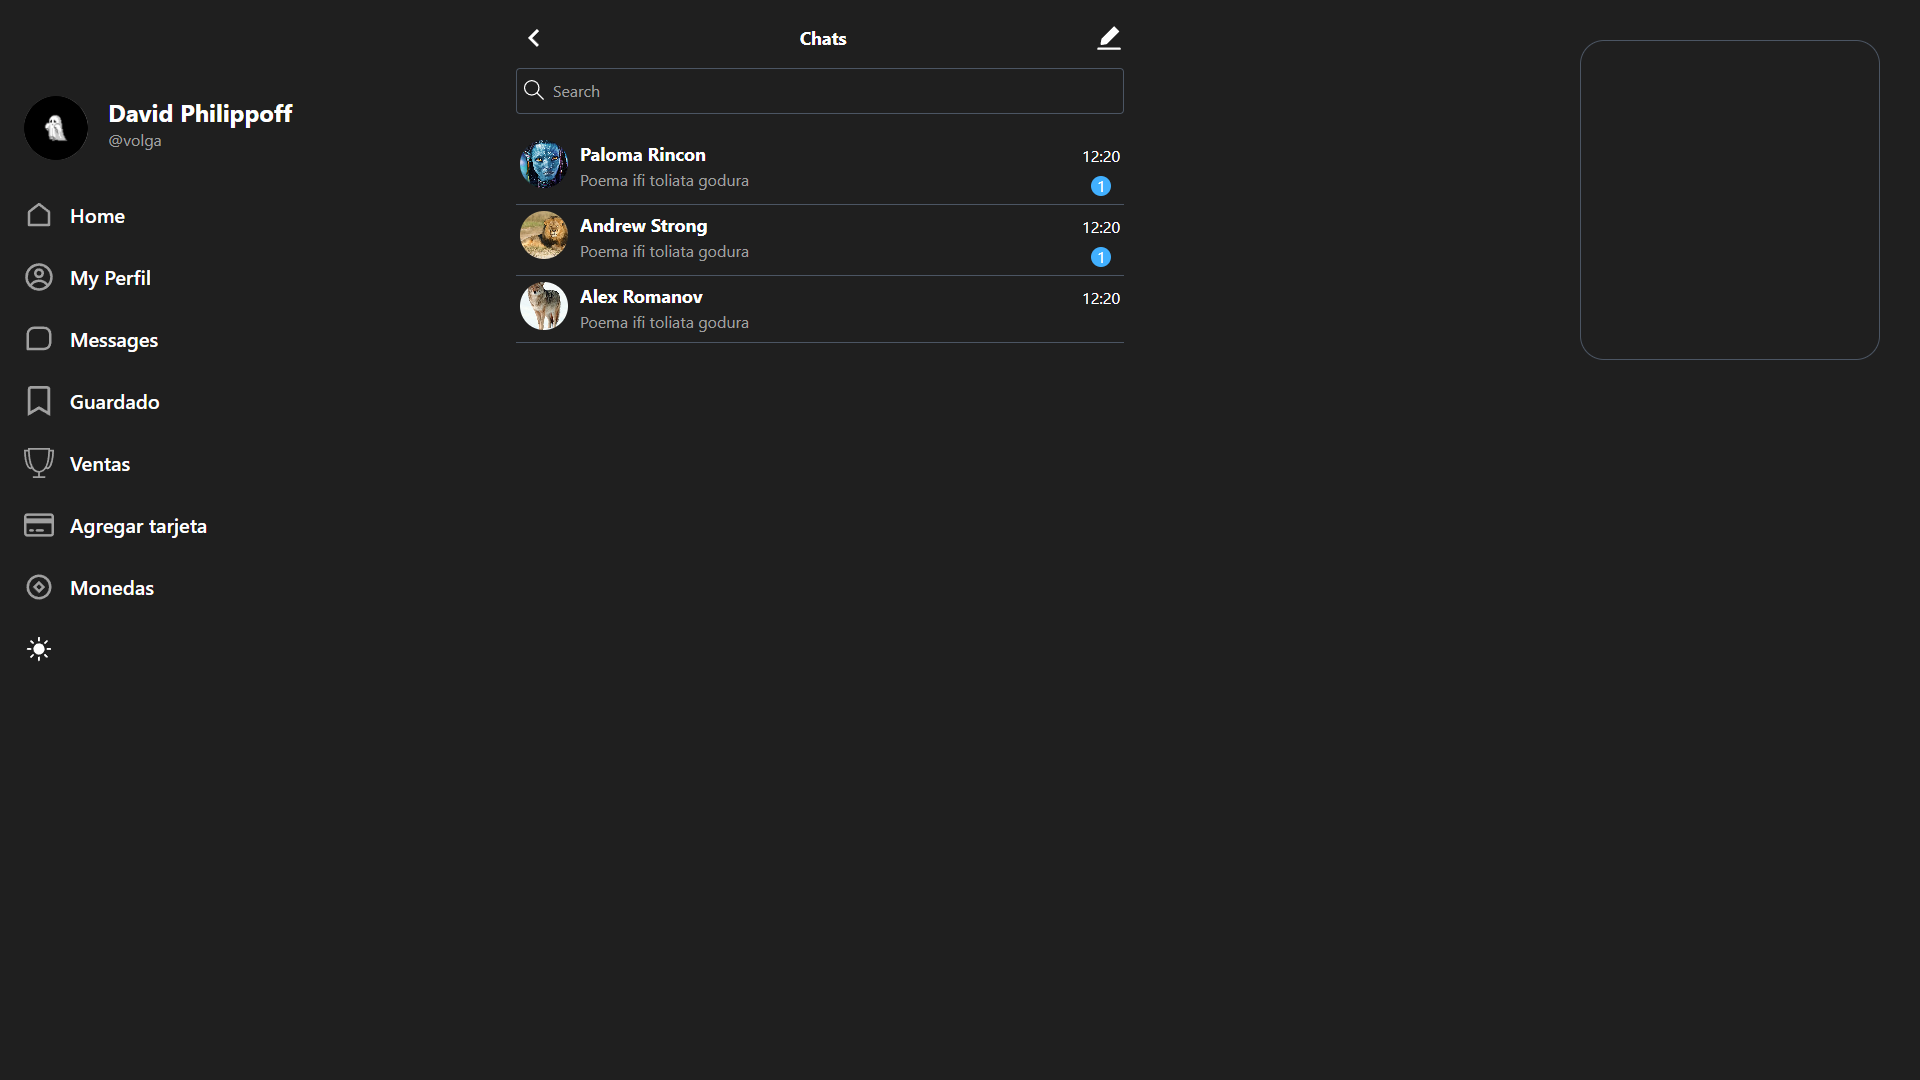 David Philippoff
@volga
Home
My Perfil
Messages
Guardado
Ventas
Agregar tarjeta
Monedas
Chats
Search
Paloma Rincon
12:20
Poema ifi toliata godura
1
Andrew Strong
12:20
Poema ifi toliata godura
1
Alex Romanov
12:20
Poema ifi toliata godura